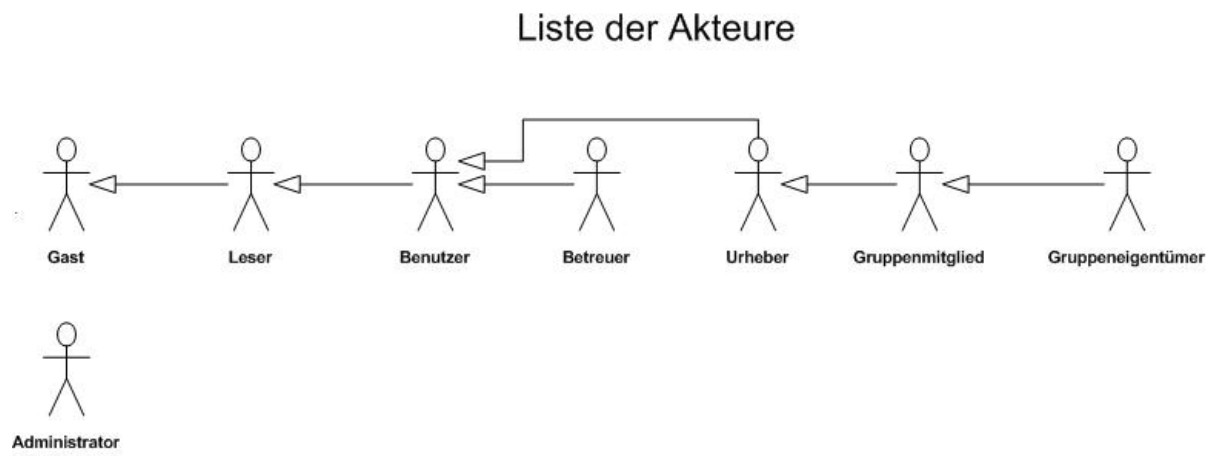 Liste der Akteure
Gast
Leser
Benutzer
Betreuer
Urheber
Gruppenmitglied
Gruppeneigentümer
Administrator